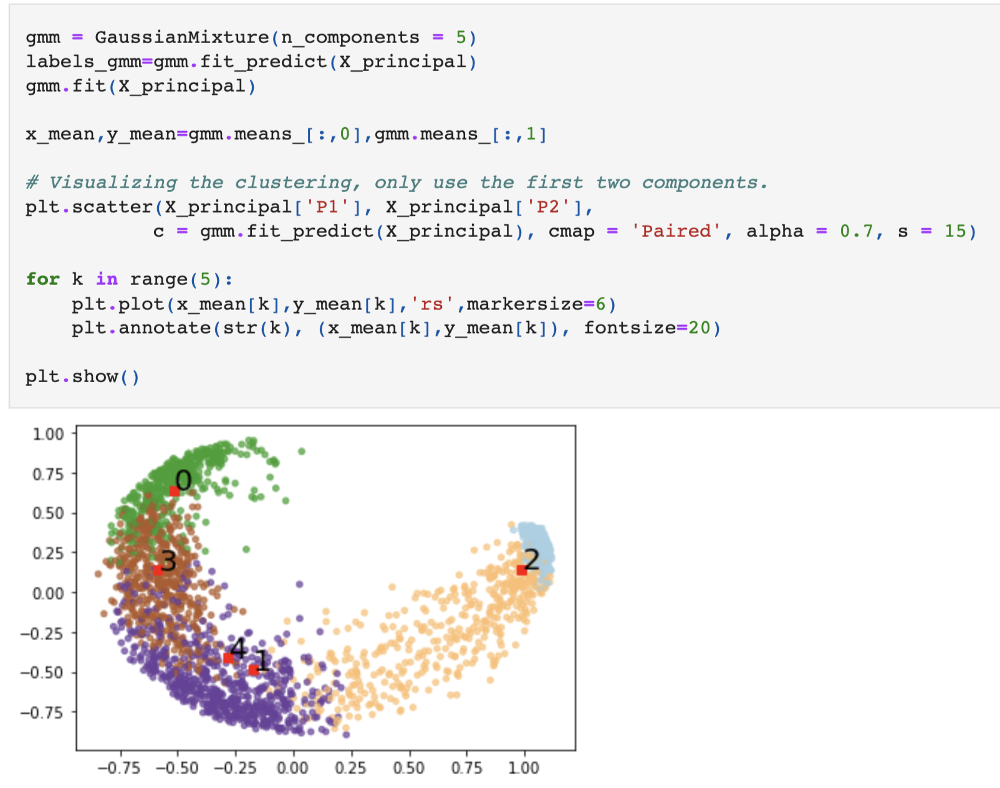 gmm = GaussianMixture(n_components = 5)
labels_gmm=gmm.fit_predict(X_principal)
gmm.fit(X_principal)
x_mean,y_mean=gmm.means_[:,0],gmm.means_[:,1]
# Visualizing the clustering, only use the first two components.
plt.scatter(X_principal['P1'], X_principal['P2'],
           c = gmm.fit_predict(X_principal), cmap = 'Paired', alpha = 0.7, s = 15)
for k in range(5):
    plt.plot(x_mean[k],y_mean[k],'rs',markersize=6)
    plt.annotate(str(k), (x_mean[k],y_mean[k]), fontsize=20)
plt.show()
1.00
0.75
0.50
0.25
0.00
−0.25
−0.50
−0.75
0
3
2
4
1
−0.75 −0.50 −0.25 0.00 0.25 0.50 0.75 1.00